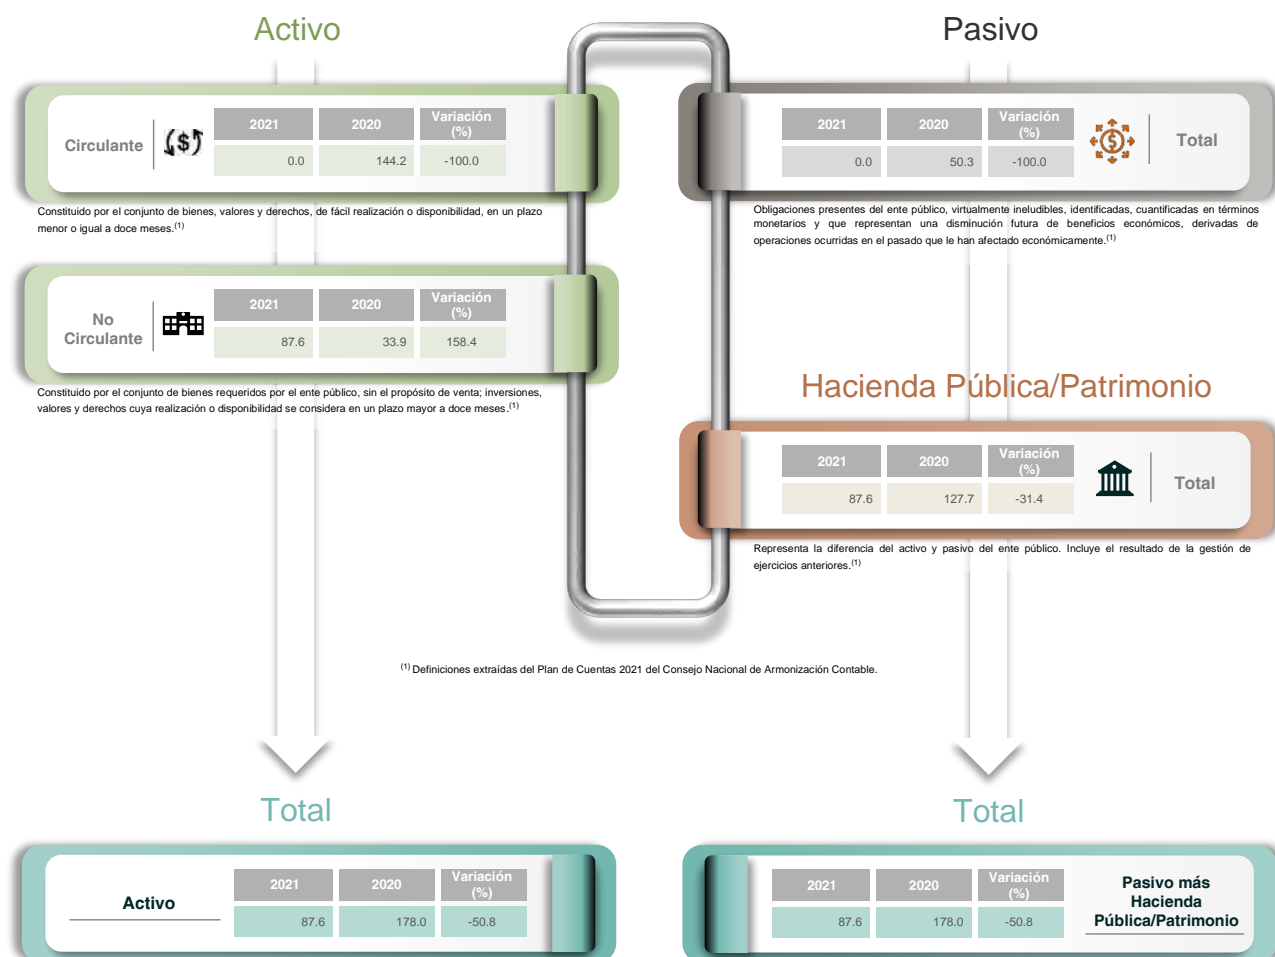 Activo
Circulante
2021 2020 Variación (%)
0.0 144.2 -100.0
Constituido por el conjunto de bienes, valores y derechos, de fácil realización o disponibilidad, en un plazo
menor o igual a doce meses.(1)
No
Circulante
2021 2020 Variación (%)
87.6 33.9 158.4
Constituido por el conjunto de bienes requeridos por el ente público, sin el propósito de venta; inversiones,
valores y derechos cuya realización o disponibilidad se considera en un plazo mayor a doce meses.(1)
Pasivo
2021 2020 Variación (%)
0.0 50.3 -100.0
Total
Obligaciones presentes del ente público, virtualmente ineludibles, identificadas, cuantificadas en términos
monetarios y que representan una disminución futura de beneficios económicos, derivadas de
operaciones ocurridas en el pasado que le han afectado económicamente.(1)
Hacienda Pública/Patrimonio
2021 2020 Variación (%)
87.6 127.7 -31.4
Total
Representa la diferencia del activo y pasivo del ente público. Incluye el resultado de la gestión de
ejercicios anteriores.(1)
(1) Definiciones extraídas del Plan de Cuentas 2021 del Consejo Nacional de Armonización Contable.
Total
Activo
2021 2020 Variación (%)
87.6 178.0 -50.8
Total
2021 2020 Variación (%)
87.6 178.0 -50.8
Pasivo más
Hacienda
Pública/Patrimonio